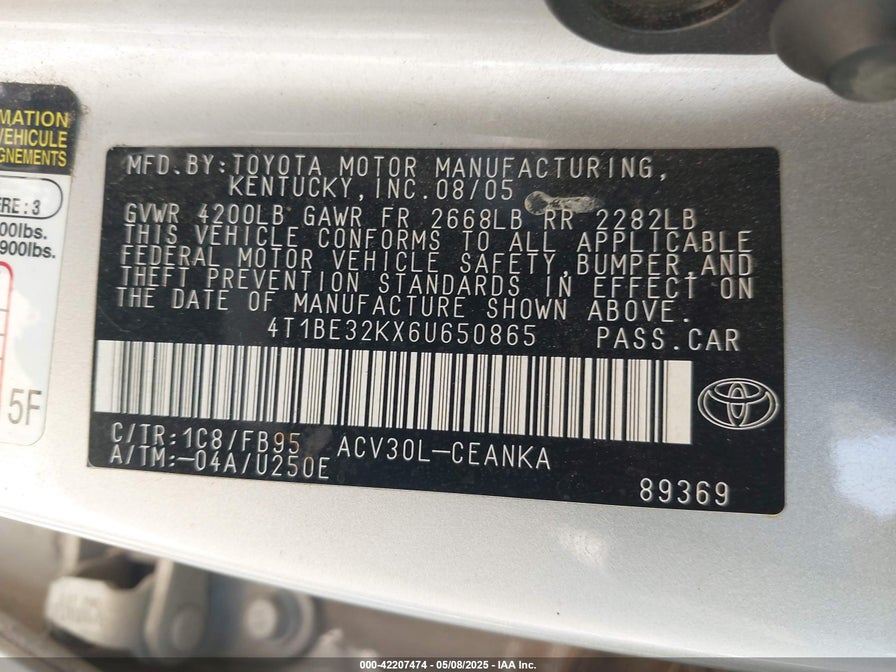 MATION
VEHICULE
GNEMENTS
RE : 3
00lbs.
900lbs.
5F
MFD.BY:TOYOTA MOTOR MANUFACTURING,
KENTUCKY,INC.08/05
GVWR 4200LB GAWR FR 2668LB RR 2282LB
THIS VEHICLE CONFORMS TO ALL APPLICABLE
FEDERAL MOTOR VEHICLE SAFETY,BUMPER,AND
THEFT PREVENTION STANDARDS IN EFFECT ON
THE DATE OF MANUFACTURE SHOWN ABOVE.
4T1BE32KX6U650865 PASS.CAR
C/TR:1C8/FB95 ACV30L-CEANKA
A/TM:-04A/U250E
89369
000-42207474 - 05/08/2025 - IAA Inc.